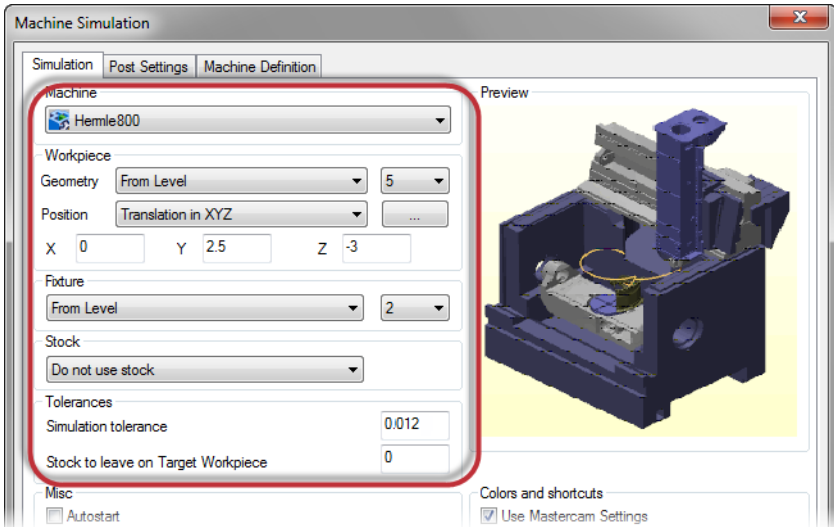 Machine Simulation
Simulation Post Settings Machine Definition
Machine
Hermle800
Workpiece
Geometry From Level 5
Position Translation in XYZ ...
X 0 Y 2.5 Z -3
Fixture
From Level 2
Stock
Do not use stock
Tolerances
Simulation tolerance 0.012
Stock to leave on Target Workpiece 0
Misc
Autostart
Preview
Colors and shortcuts
Use Mastercam Settings